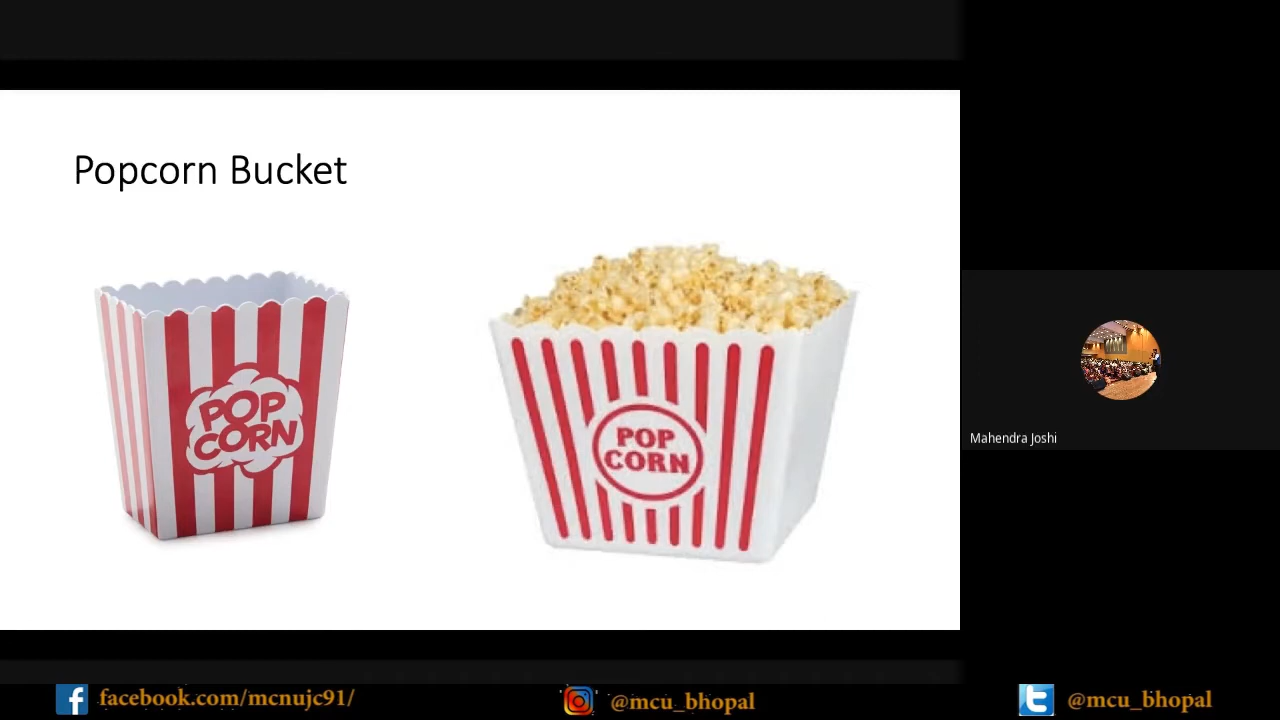 Popcorn Bucket
POP
CORN
POP
CORN
Mahendra Joshi
facebook.com/mcnujc91/
@mcu_bhopal
@mcu_bhopal